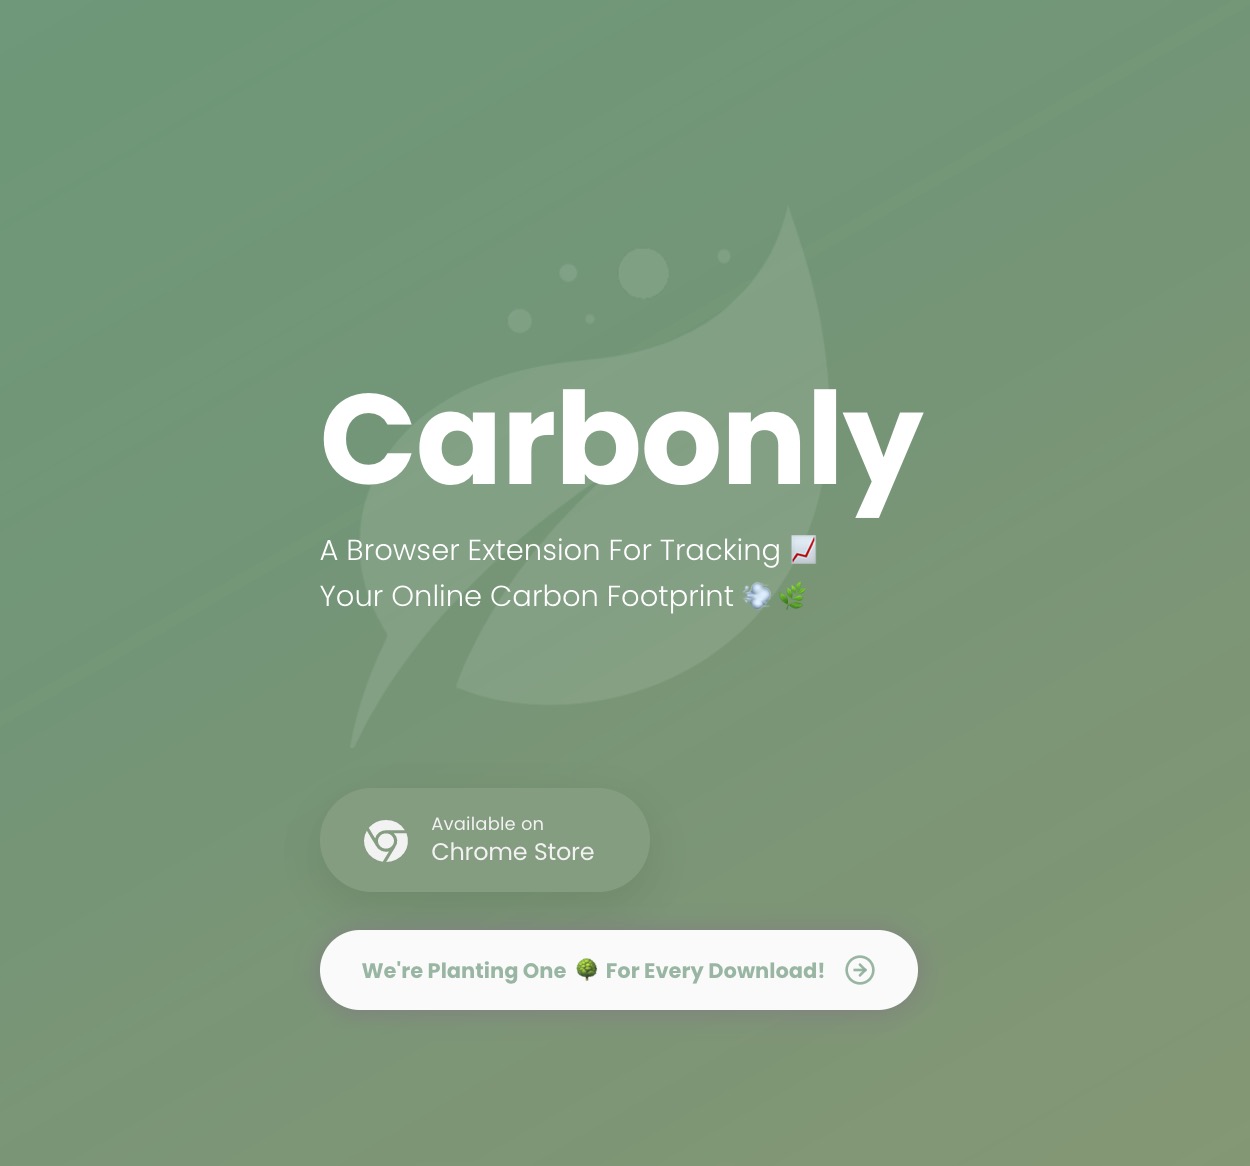 Carbonly
A Browser Extension For Tracking 📈
Your Online Carbon Footprint 💨🌿
Available on
Chrome Store
We're Planting One 🌳 For Every Download!